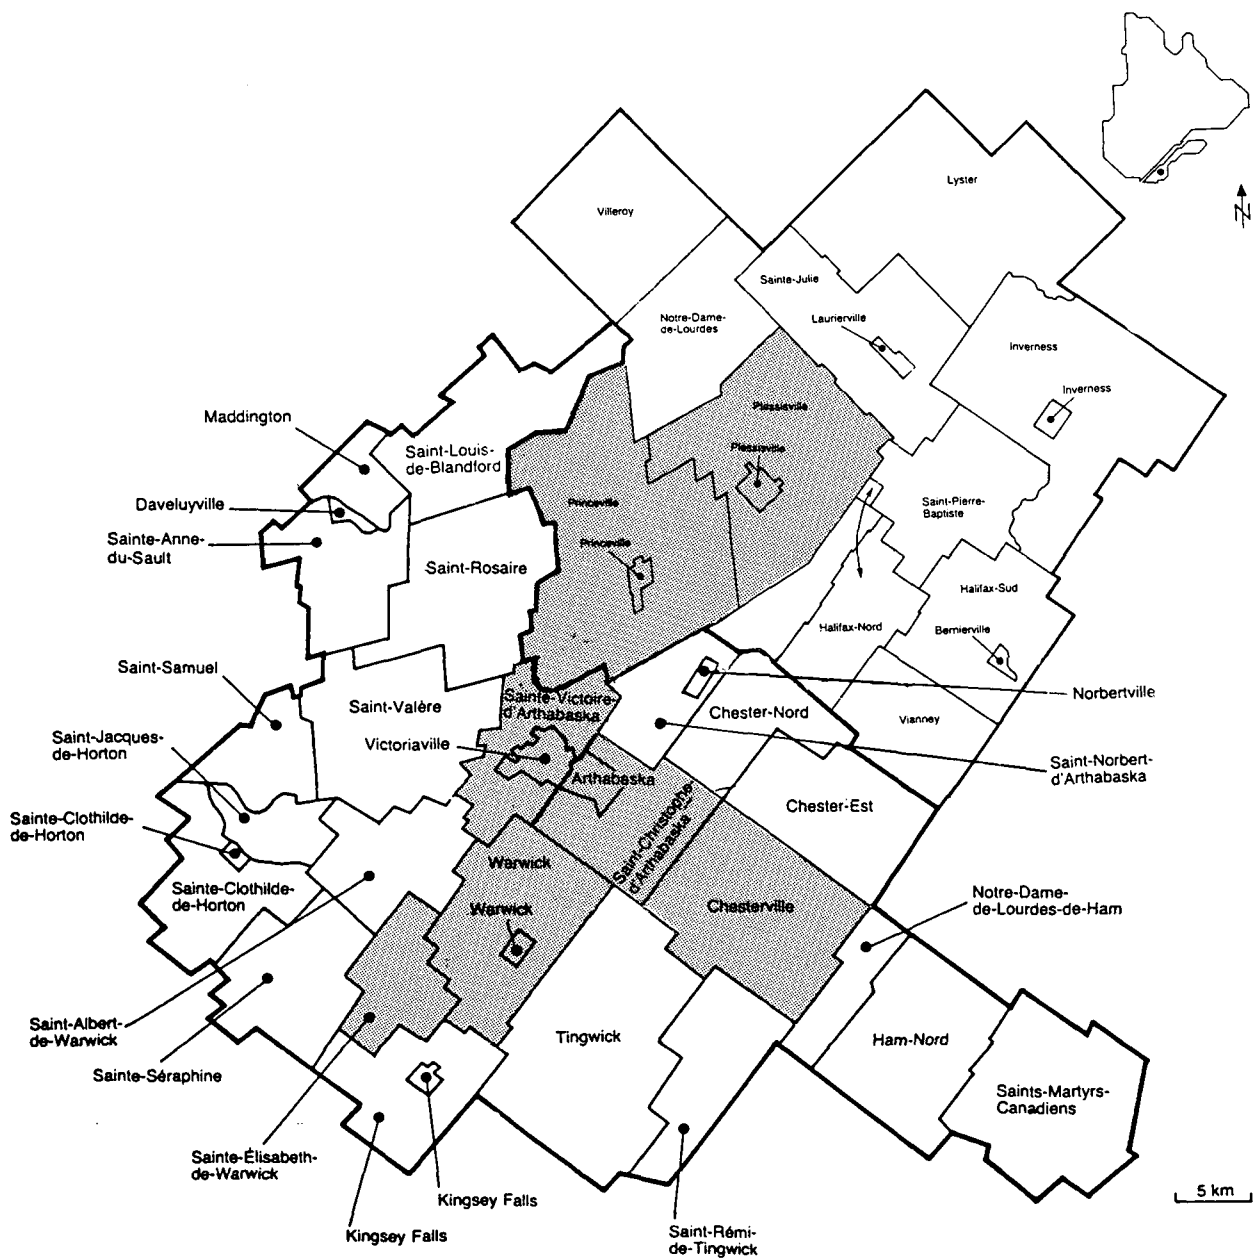 Lyster
N
Villeroy
Sainte-Julie
Notre-Dame-
de-Lourdes
Laurierville
Inverness
Inverness
Maddington
Plessisville
Saint-Louis-
de-Blandford
Plessisville
Daveluyville
Princeville
Saint-Pierre-
Baptiste
Sainte-Anne-
du-Sault
Princeville
Saint-Rosaire
Halifax-Sud
Halifax-Nord
Bernierville
Saint-Samuel
Norbertville
Sainte-Victoire-
d'Arthabaska
Saint-Valère
Chester-Nord
Vianney
Saint-Jacques-
de-Horton
Victoriaville
Saint-Norbert-
d'Arthabaska
Arthabaska
Chester-Est
Sainte-Clothilde-
de-Horton
Saint-Christophe-
d'Arthabaska
Warwick
Sainte-Clothilde-
de-Horton
Warwick
Chesterville
Notre-Dame-
de-Lourdes-de-Ham
Saint-Albert-
de-Warwick
Tingwick
Ham-Nord
Sainte-Séraphine
Saints-Martyrs-
Canadiens
Sainte-Élisabeth-
de-Warwick
Kingsey Falls
5 km
Kingsey Falls
Saint-Rémi-
de-Tingwick